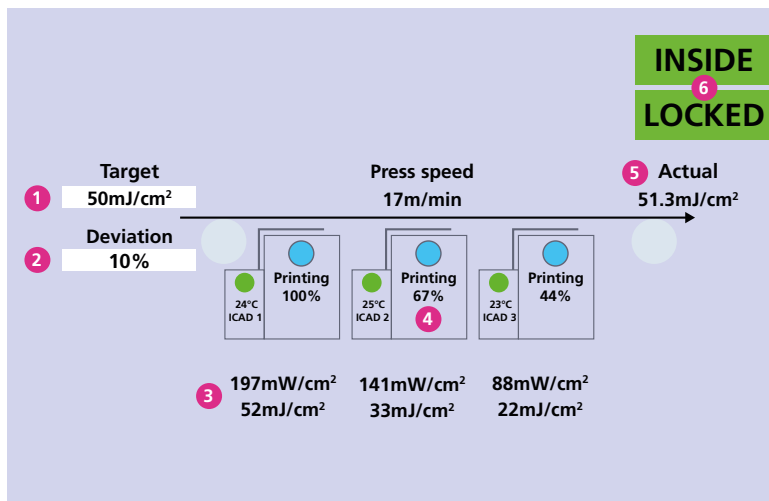 INSIDE
6
LOCKED
Target
Press speed
5 Actual
1 50mJ/cm²
17m/min
51.3mJ/cm²
Deviation
2 10%
24°C
ICAD 1
Printing
100%
25°C
ICAD 2
Printing
67%
4
23°C
ICAD 3
Printing
44%
3
197mW/cm²
52mJ/cm²
141mW/cm²
33mJ/cm²
88mW/cm²
22mJ/cm²